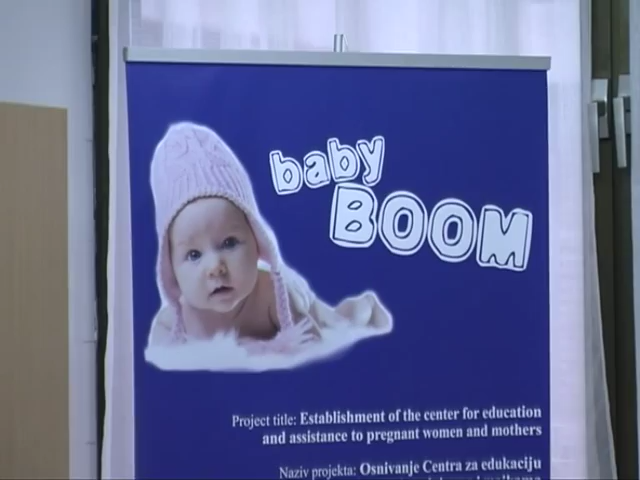 baby
BOOM
Project title: Establishment of the center for education
and assistance to pregnant women and mothers
Naziv projekta: Osnivanje Centra za edukaciju